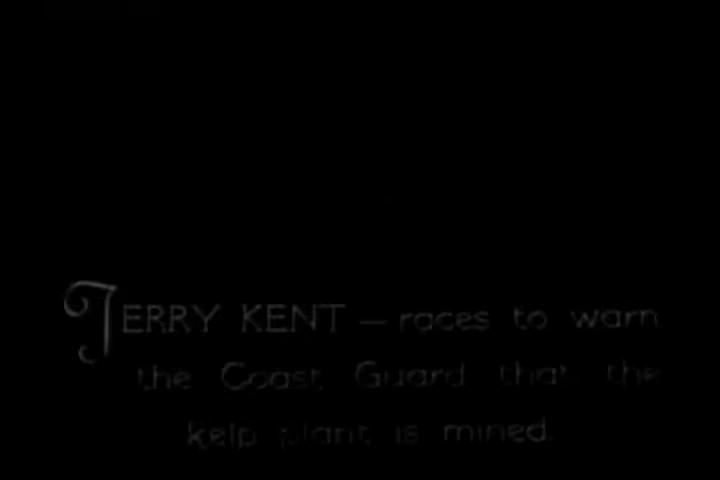 JERRY KENT — races to warn
the Coast Guard that the
kelp plant is mined.